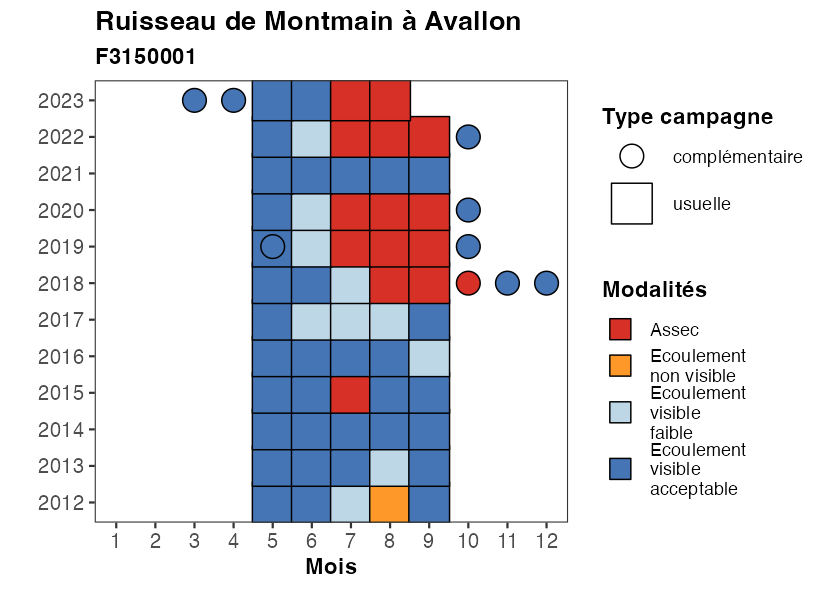 Ruisseau de Montmain à Avallon
F3150001
2023
2022
2021
2020
2019
2018
2017
2016
2015
2014
2013
2012
1 2 3 4 5 6 7 8 9 10 11 12
Mois
Type campagne
complémentaire
usuelle
Modalités
Assec
Ecoulement
non visible
Ecoulement
visible
faible
Ecoulement
visible
acceptable